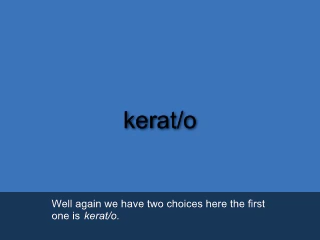 kerat/o
Well again we have two choices here the first
one is kerat/o.